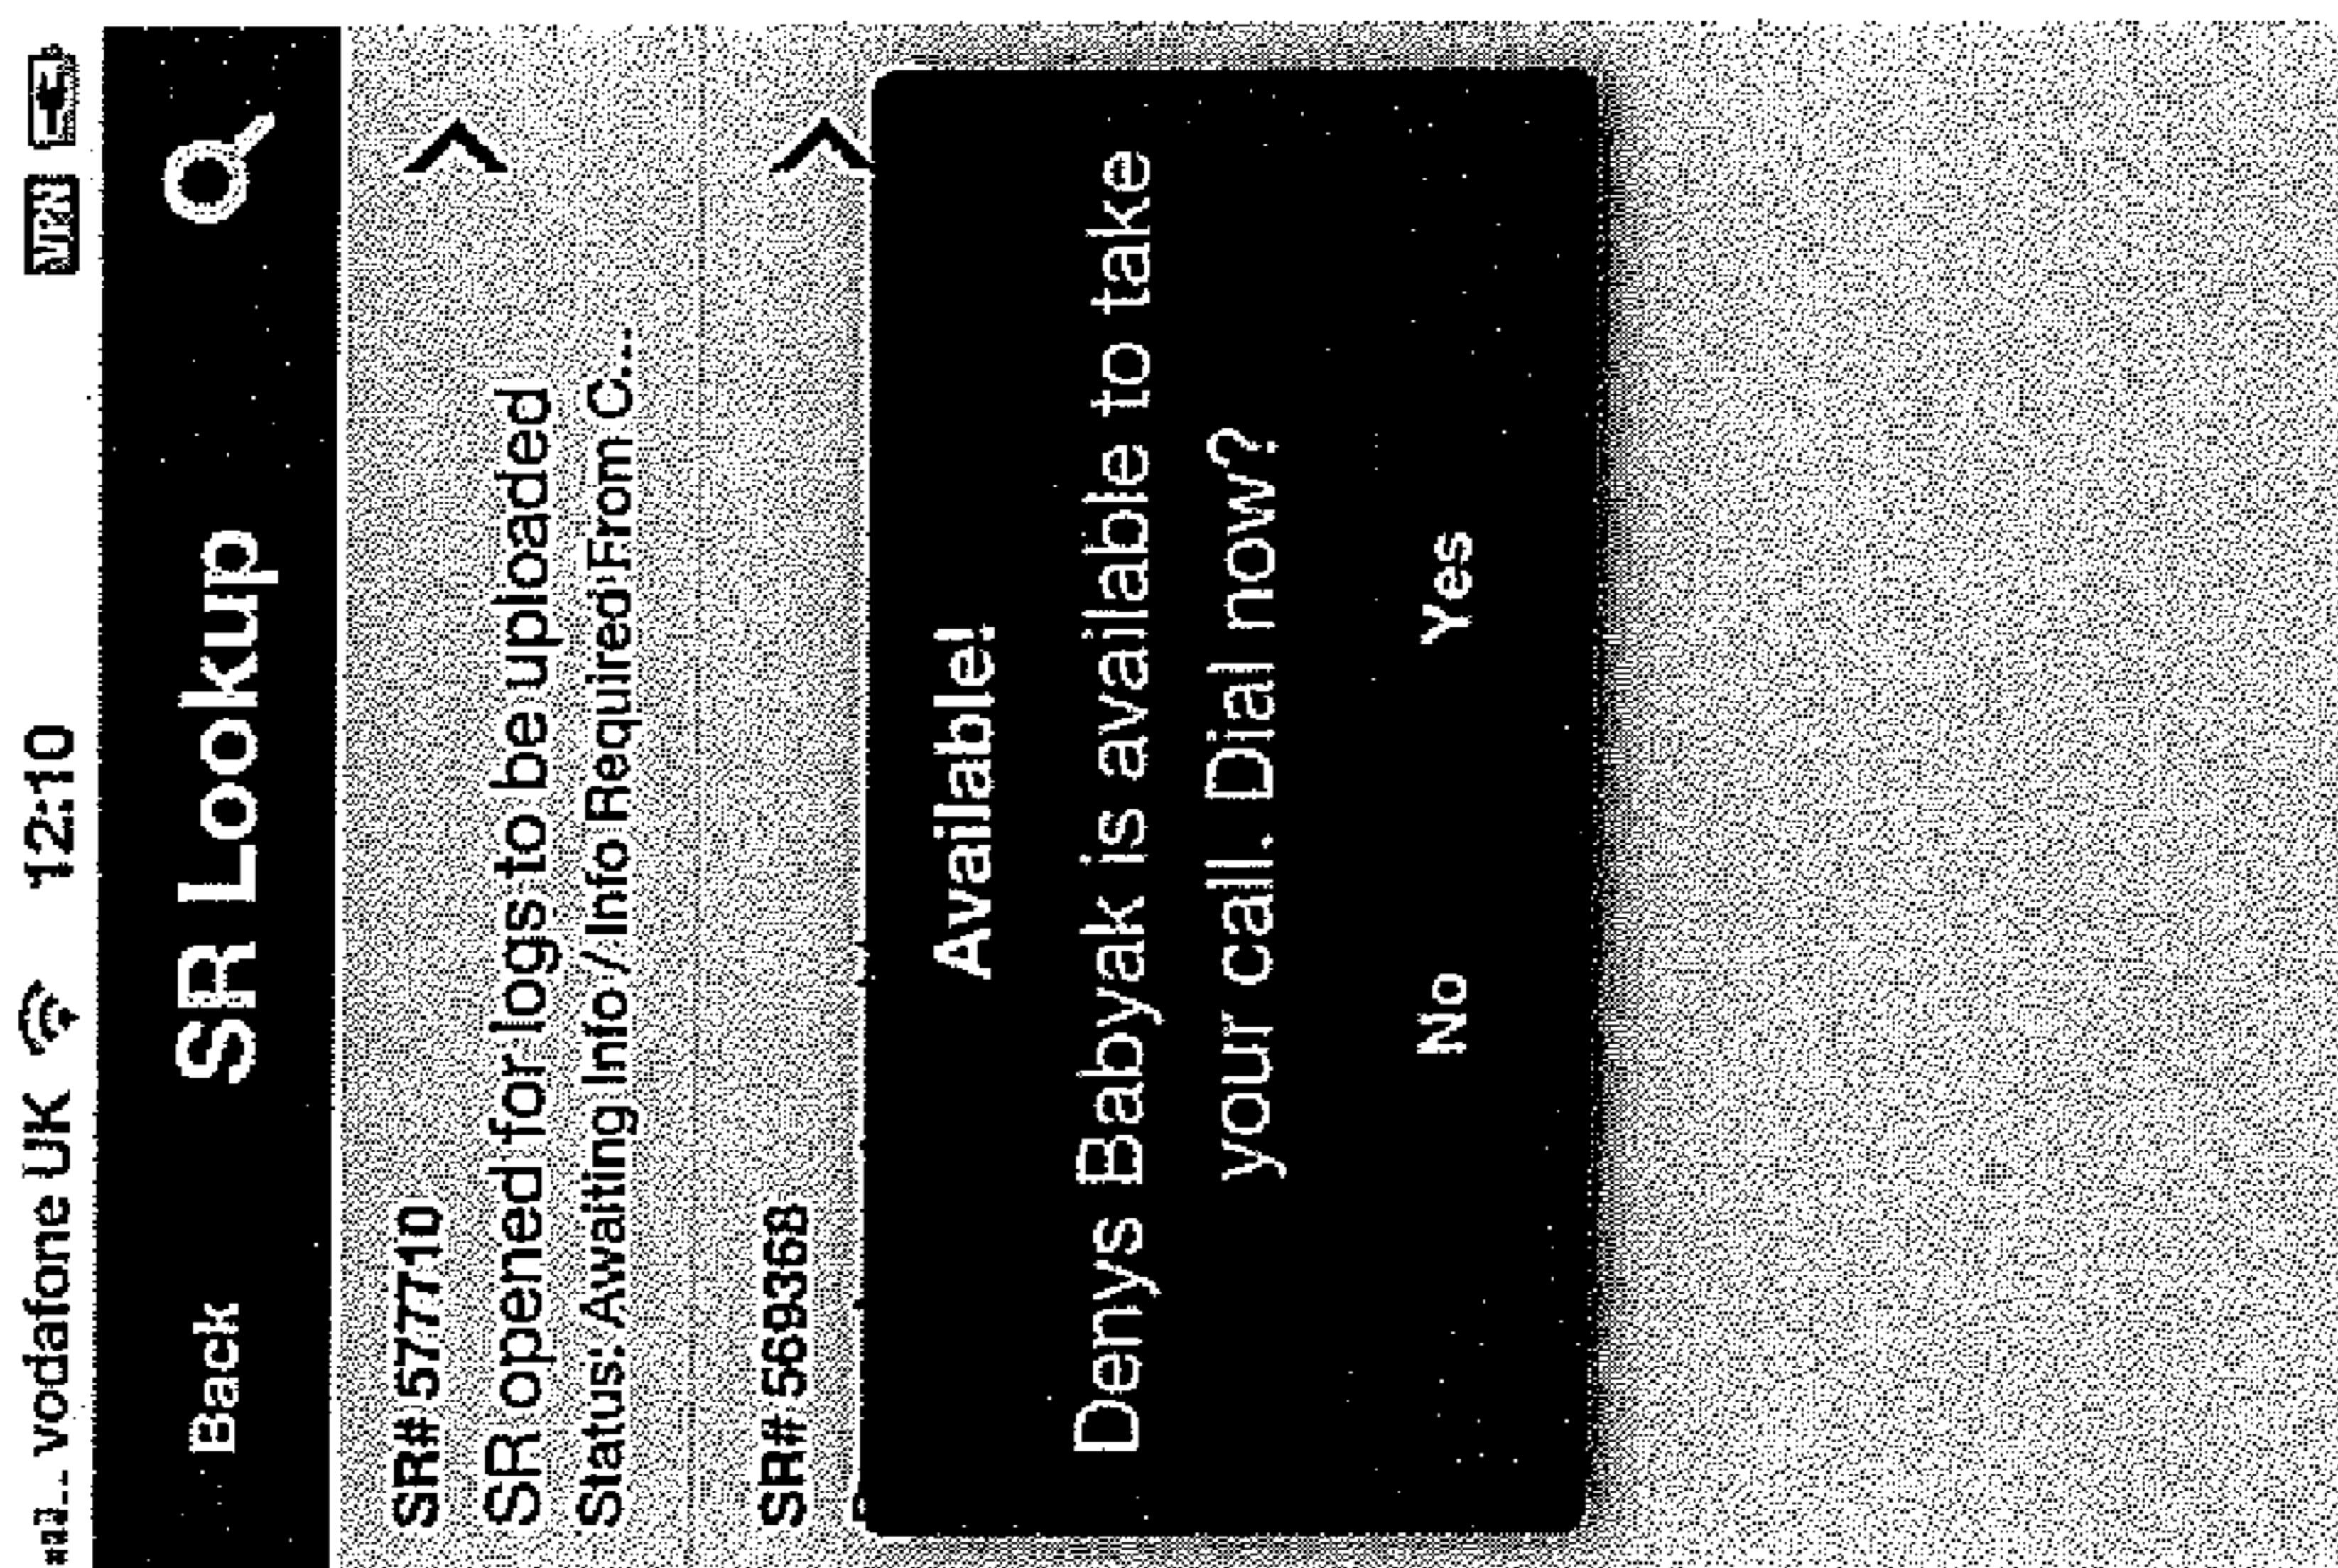 vodafone UK 12:10 VPN
Back SR Lookup
SR# 577710
SR opened for logs to be uploaded
Status: Awaiting Info / Info Required From C...
SR# 569368
Available!
Denys Babyak is available to take
your call. Dial now?
No Yes